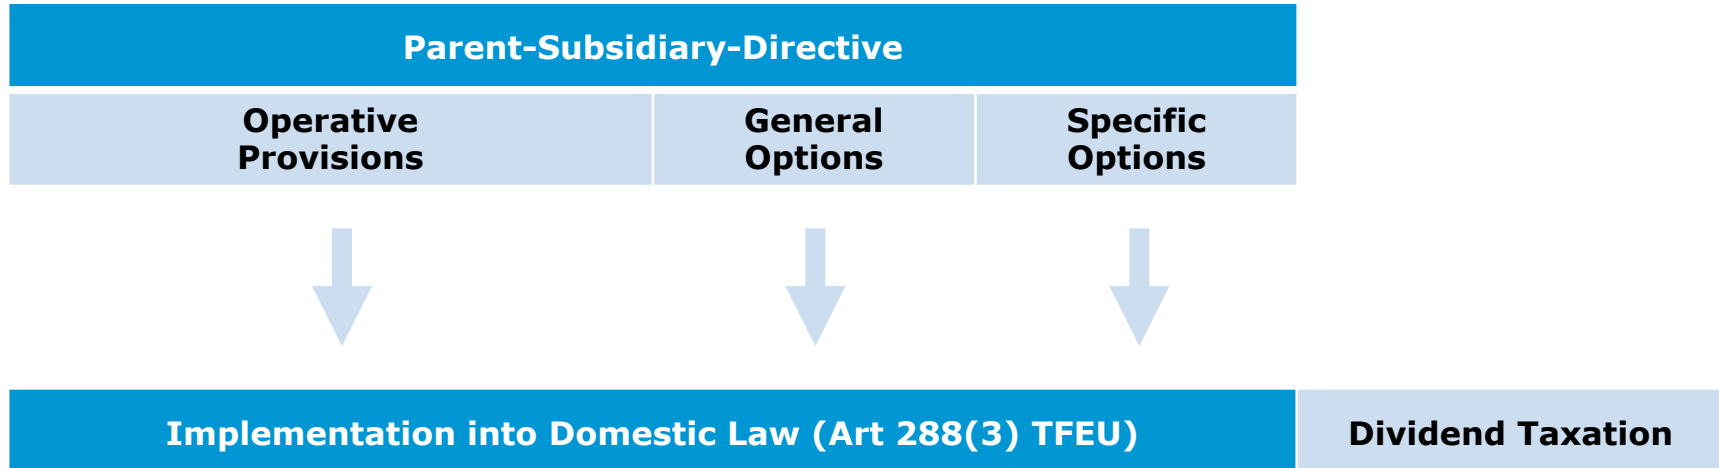 Parent-Subsidiary-Directive
Operative
Provisions
General
Options
Specific
Options
Implementation into Domestic Law (Art 288(3) TFEU)
Dividend Taxation